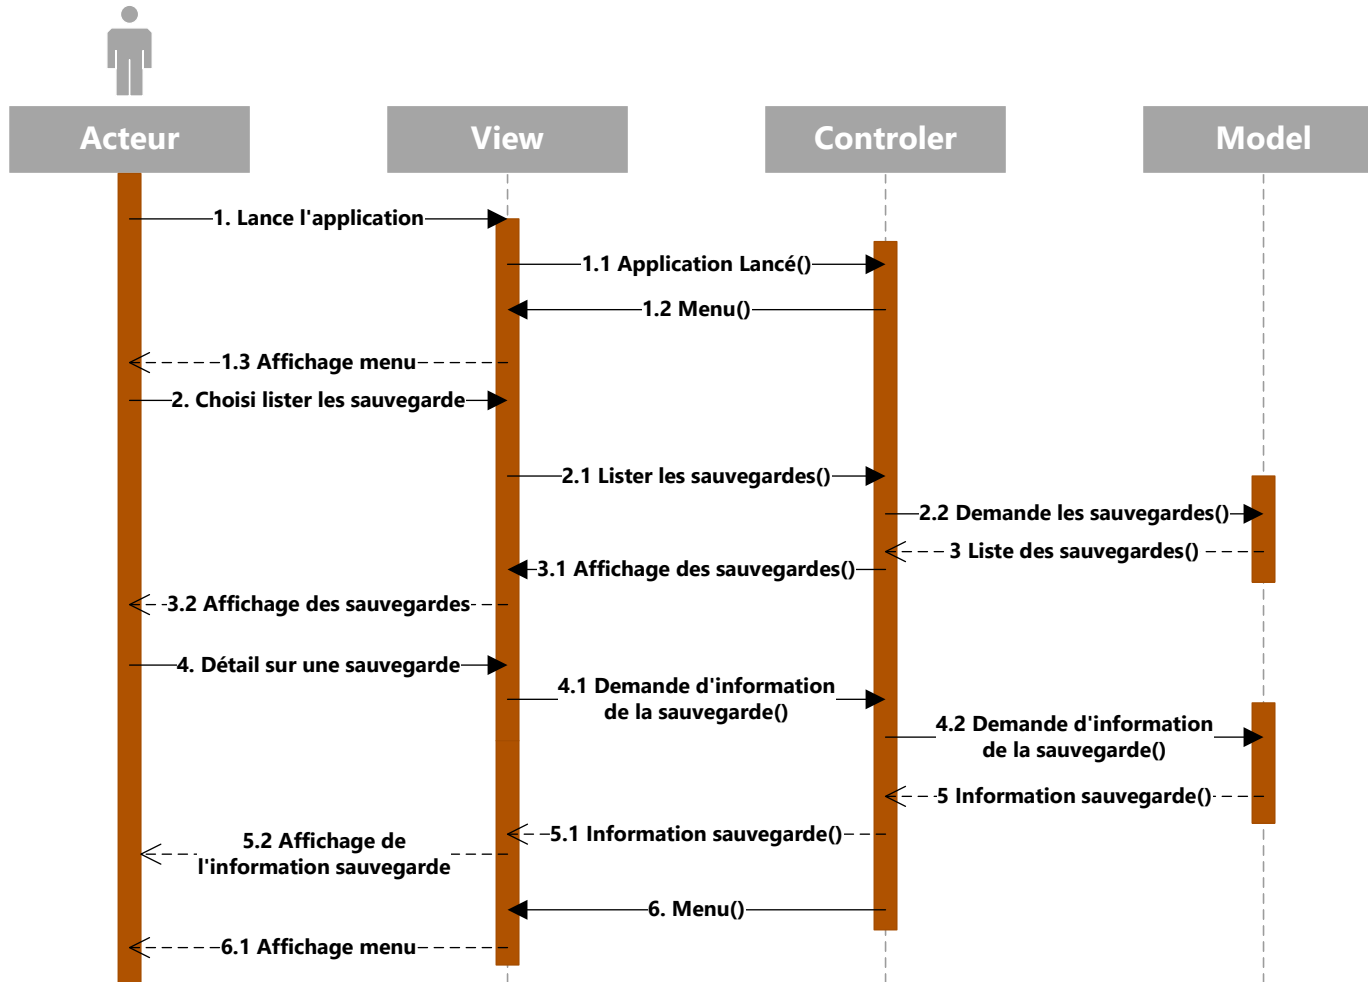 Acteur
View
Controler
Model
1. Lance l'application
1.1 Application Lancé()
1.2 Menu()
1.3 Affichage menu
2. Choisi lister les sauvegarde
2.1 Lister les sauvegardes()
2.2 Demande les sauvegardes()
3 Liste des sauvegardes()
3.1 Affichage des sauvegardes()
3.2 Affichage des sauvegardes
4. Détail sur une sauvegarde
4.1 Demande d'information
de la sauvegarde()
4.2 Demande d'information
de la sauvegarde()
5 Information sauvegarde()
5.1 Information sauvegarde()
5.2 Affichage de
l'information sauvegarde
6. Menu()
6.1 Affichage menu